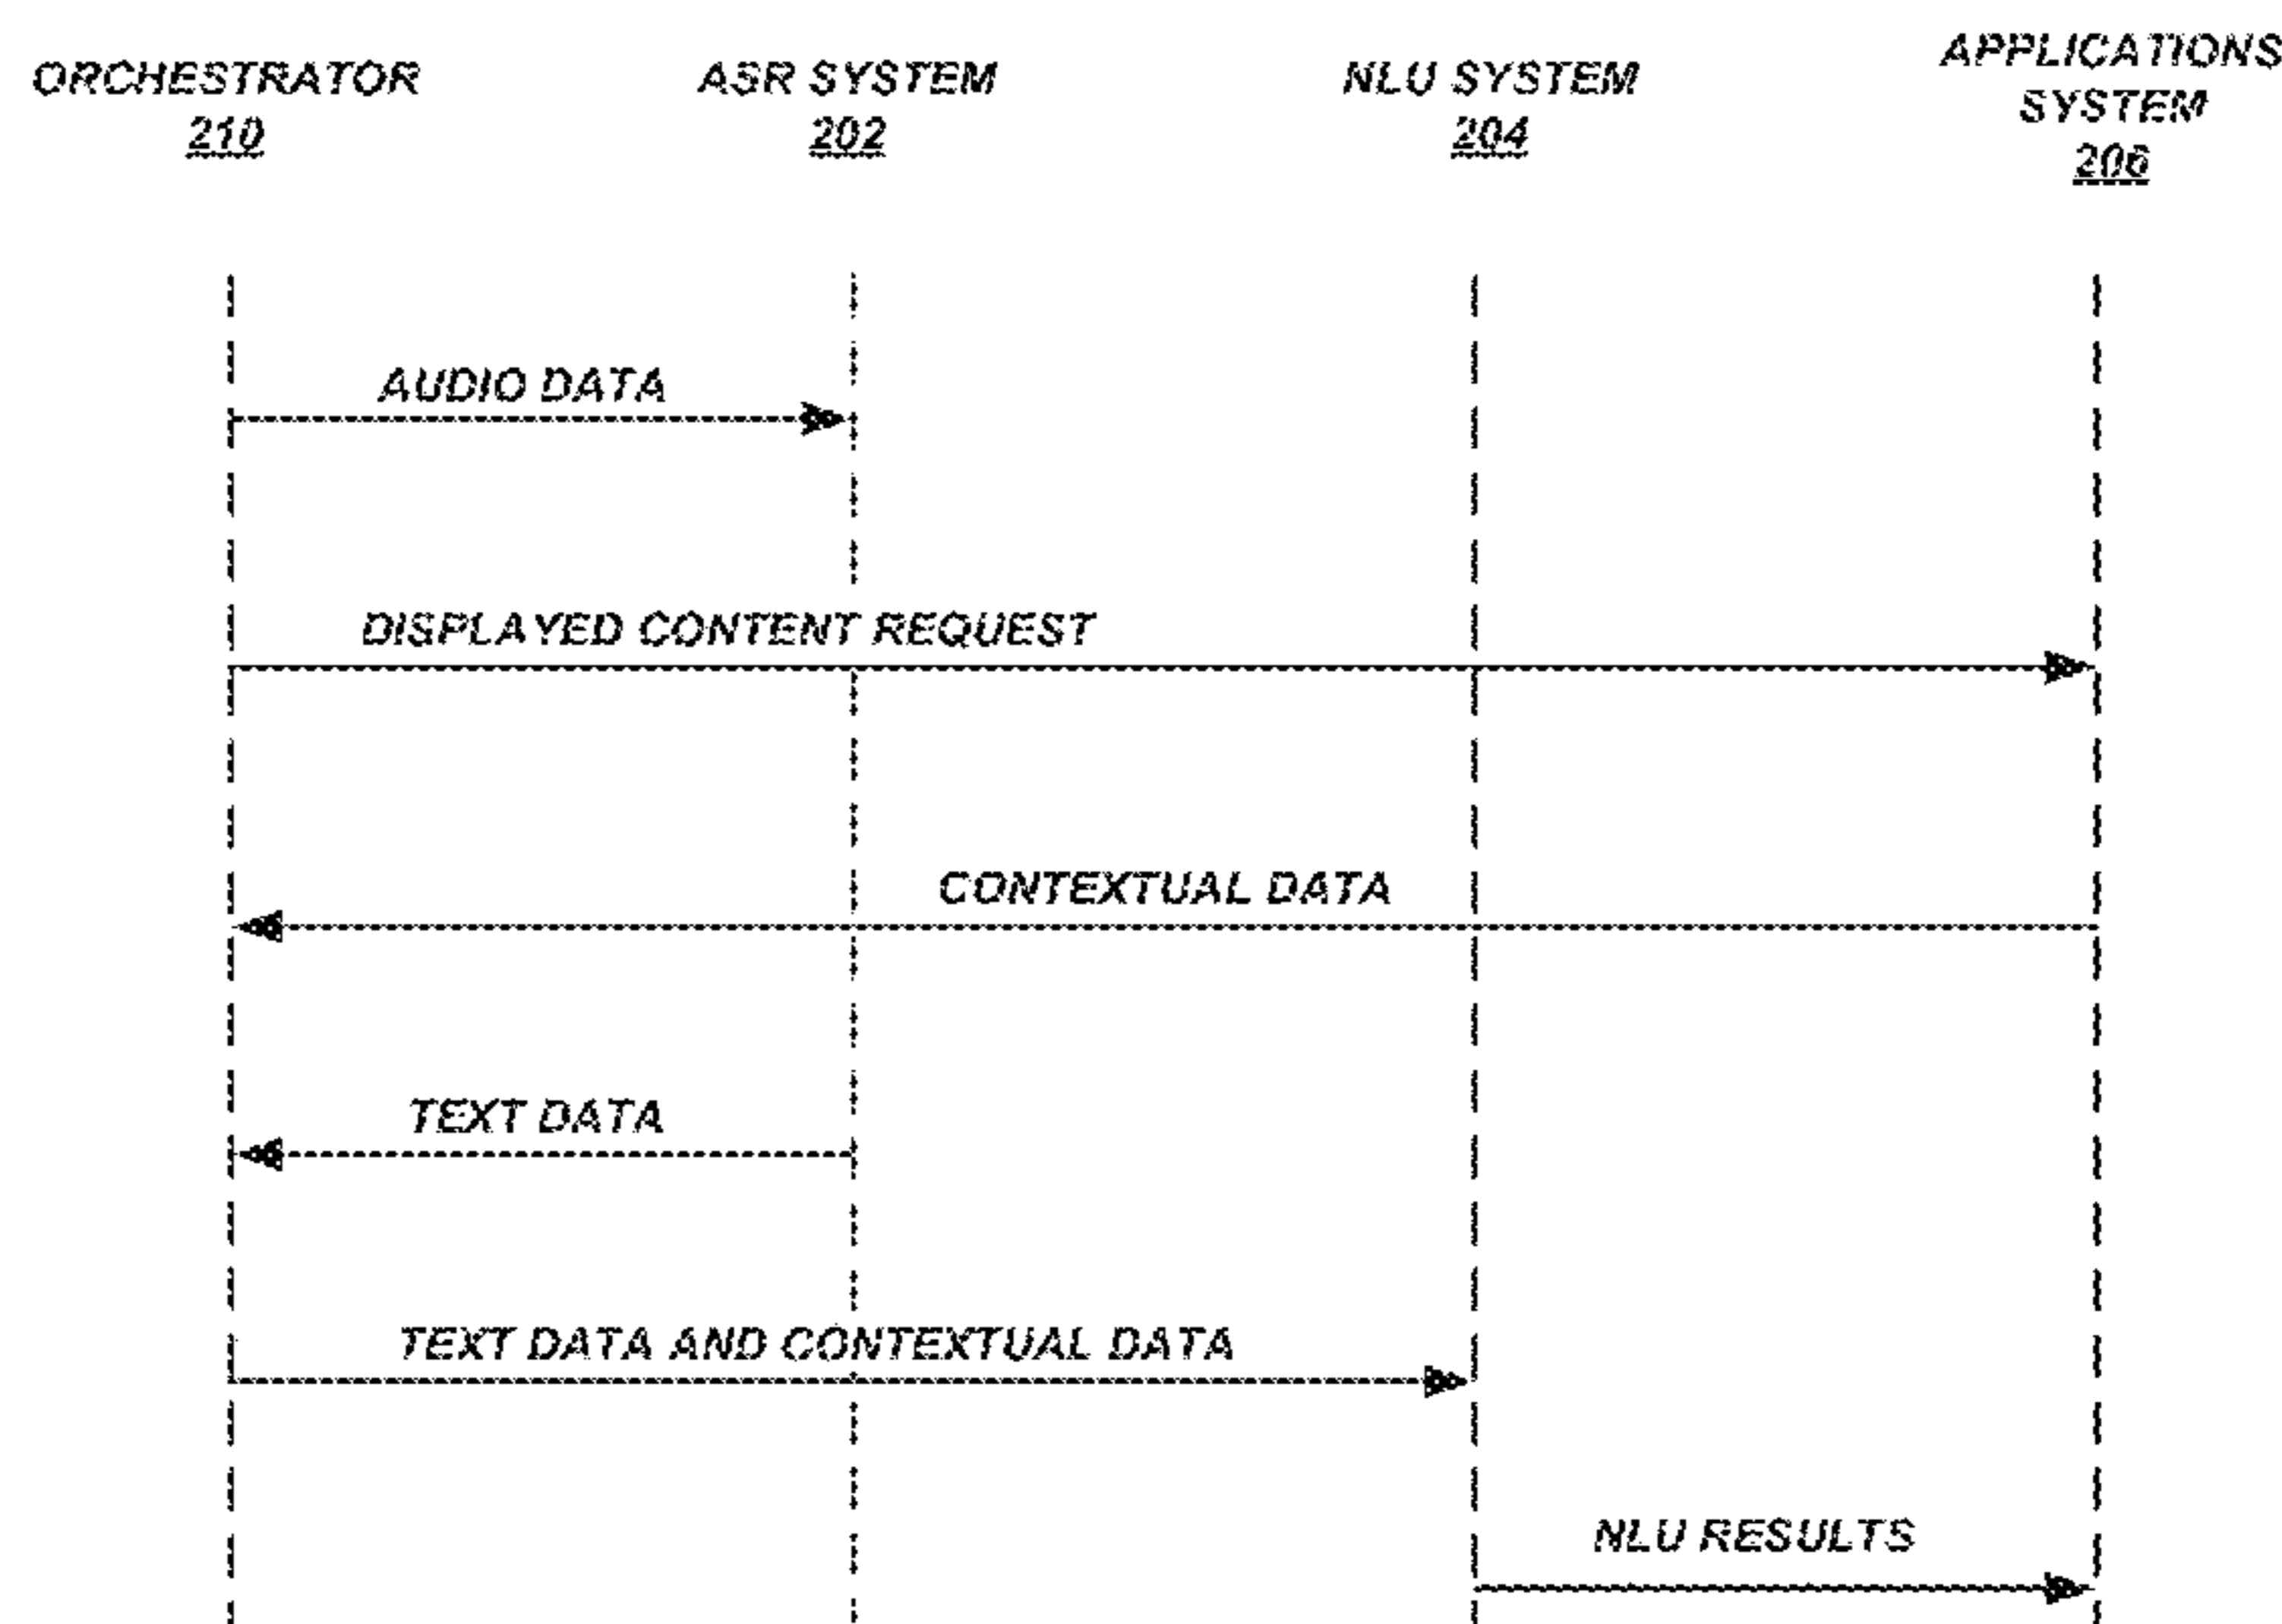 ORCHESTRATOR
210
ASR SYSTEM
202
NLU SYSTEM
204
APPLICATIONS
SYSTEM
206
AUDIO DATA
DISPLAYED CONTENT REQUEST
CONTEXTUAL DATA
TEXT DATA
TEXT DATA AND CONTEXTUAL DATA
NLU RESULTS